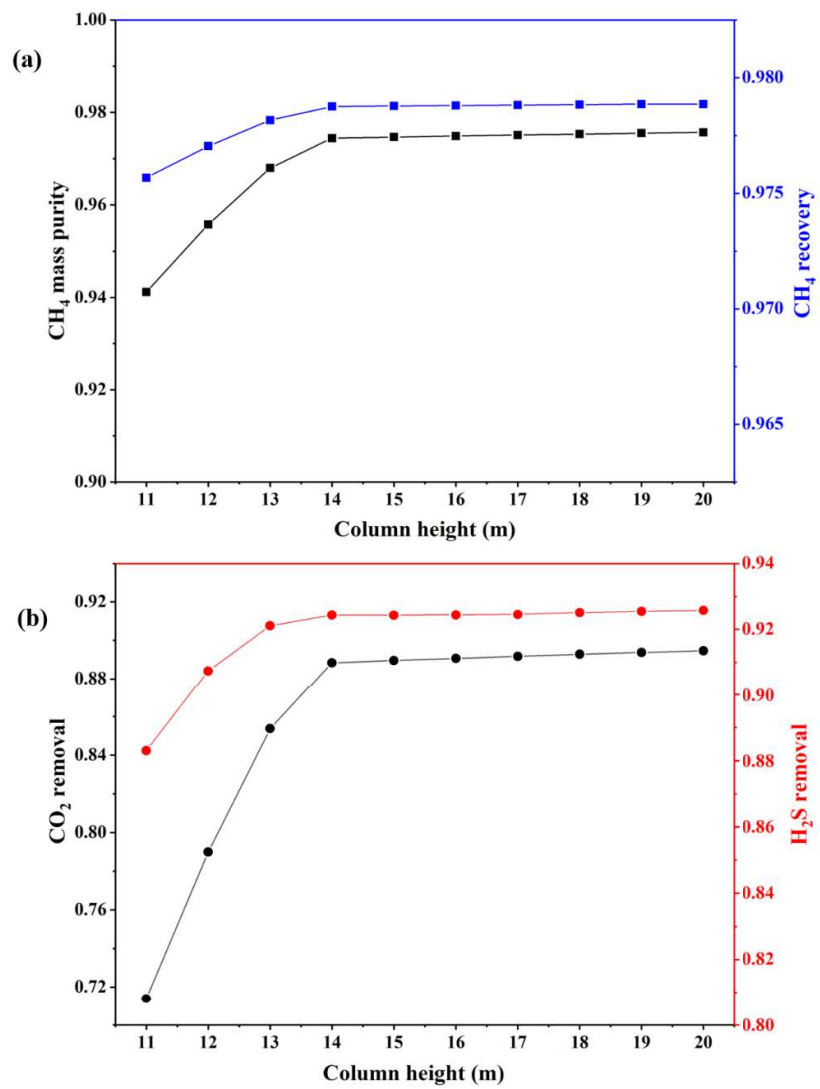 (a)
1.00
0.98
0.96
0.94
0.92
0.90
CH₄ mass purity
0.980
0.975
0.970
0.965
CH₄ recovery
11 12 13 14 15 16 17 18 19 20
Column height (m)
(b)
0.92
0.88
0.84
0.80
0.76
0.72
CO₂ removal
0.94
0.92
0.90
0.88
0.86
0.84
0.82
0.80
H₂S removal
11 12 13 14 15 16 17 18 19 20
Column height (m)